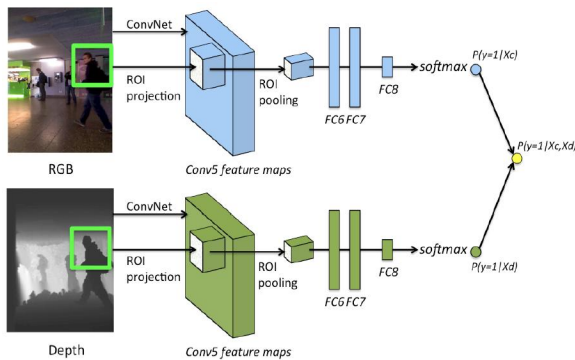 ConvNet
ROI
projection
ROI
pooling
FC6 FC7
FC8
softmax
P(y=1|Xc)
RGB
Conv5 feature maps
P(y=1|Xc,Xd
ConvNet
ROI
projection
ROI
pooling
FC6 FC7
FC8
softmax
P(y=1|Xd)
Depth
Conv5 feature maps